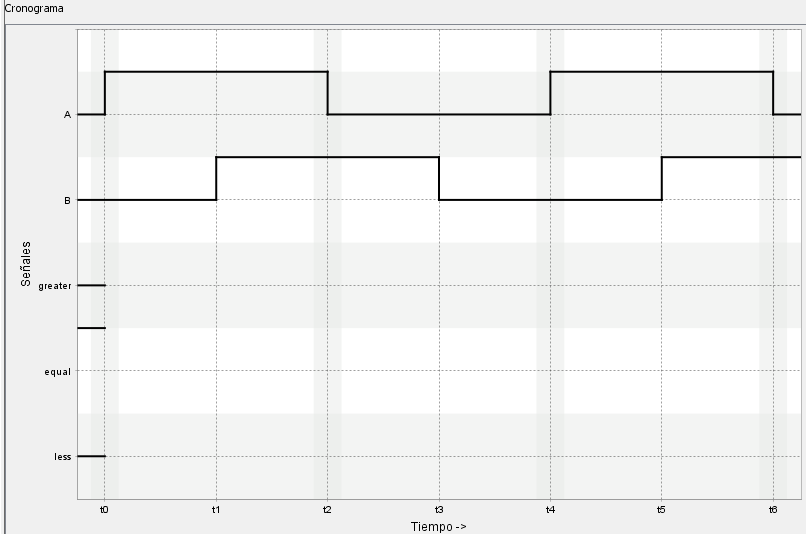 Cronograma
A
B
Señales
greater
equal
less
t0 t1 t2 t3 t4 t5 t6
Tiempo ->